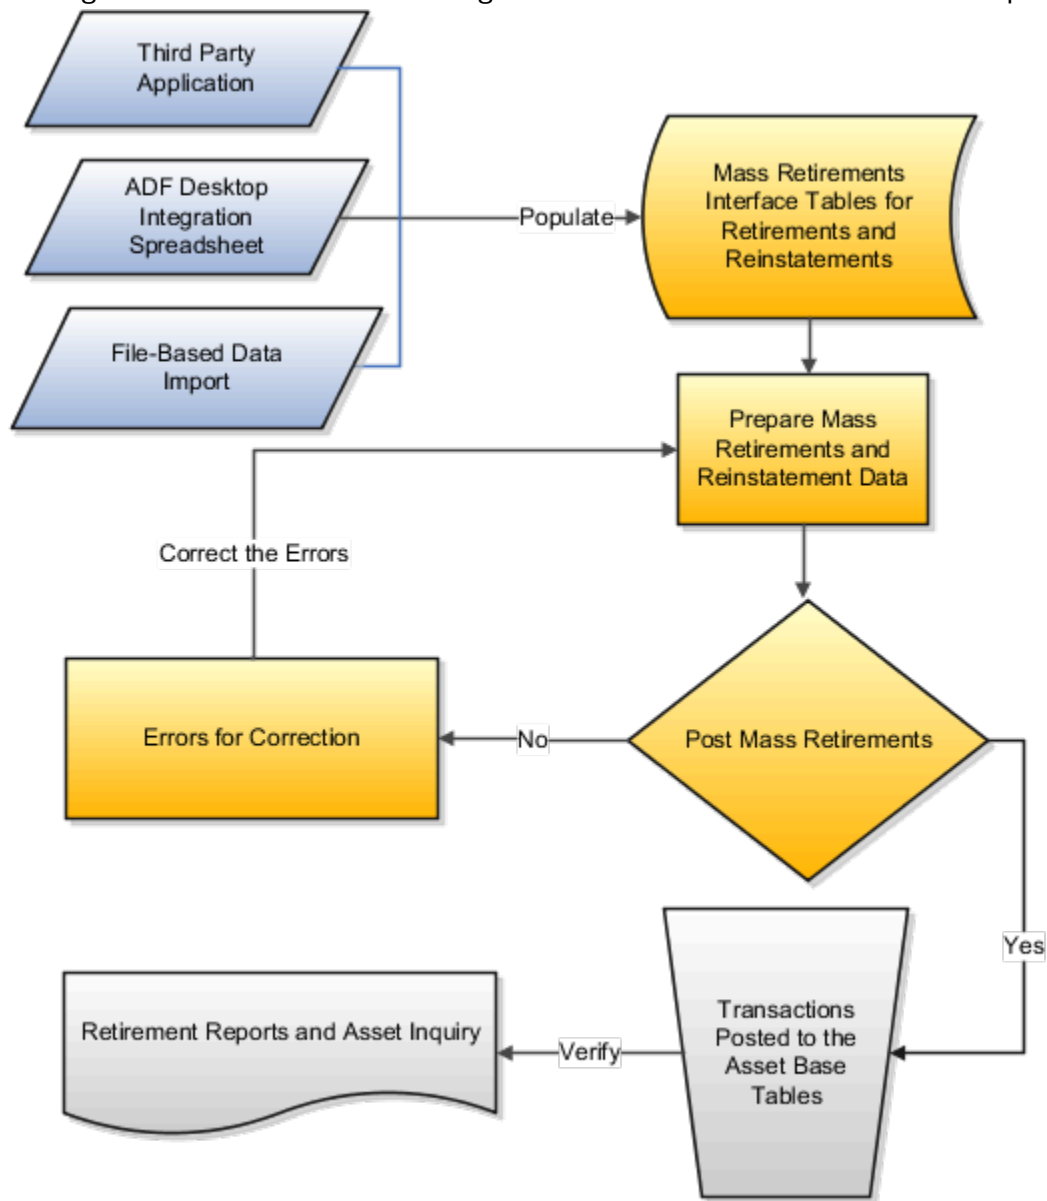 Third Party
Application
ADF Desktop
Integration
Spreadsheet
File-Based Data
Import
Populate
Mass Retirements
Interface Tables for
Retirements and
Reinstatements
Prepare Mass
Retirements and
Reinstatement Data
Correct the Errors
Errors for Correction
No
Post Mass Retirements
Yes
Transactions
Posted to the
Asset Base
Tables
Verify
Retirement Reports and Asset Inquiry